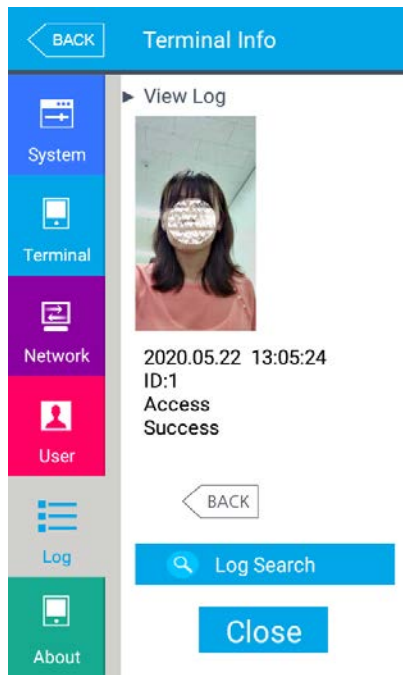 BACK
Terminal Info
System
Terminal
Network
User
Log
About
View Log
2020.05.22 13:05:24
ID:1
Access
Success
BACK
Log Search
Close